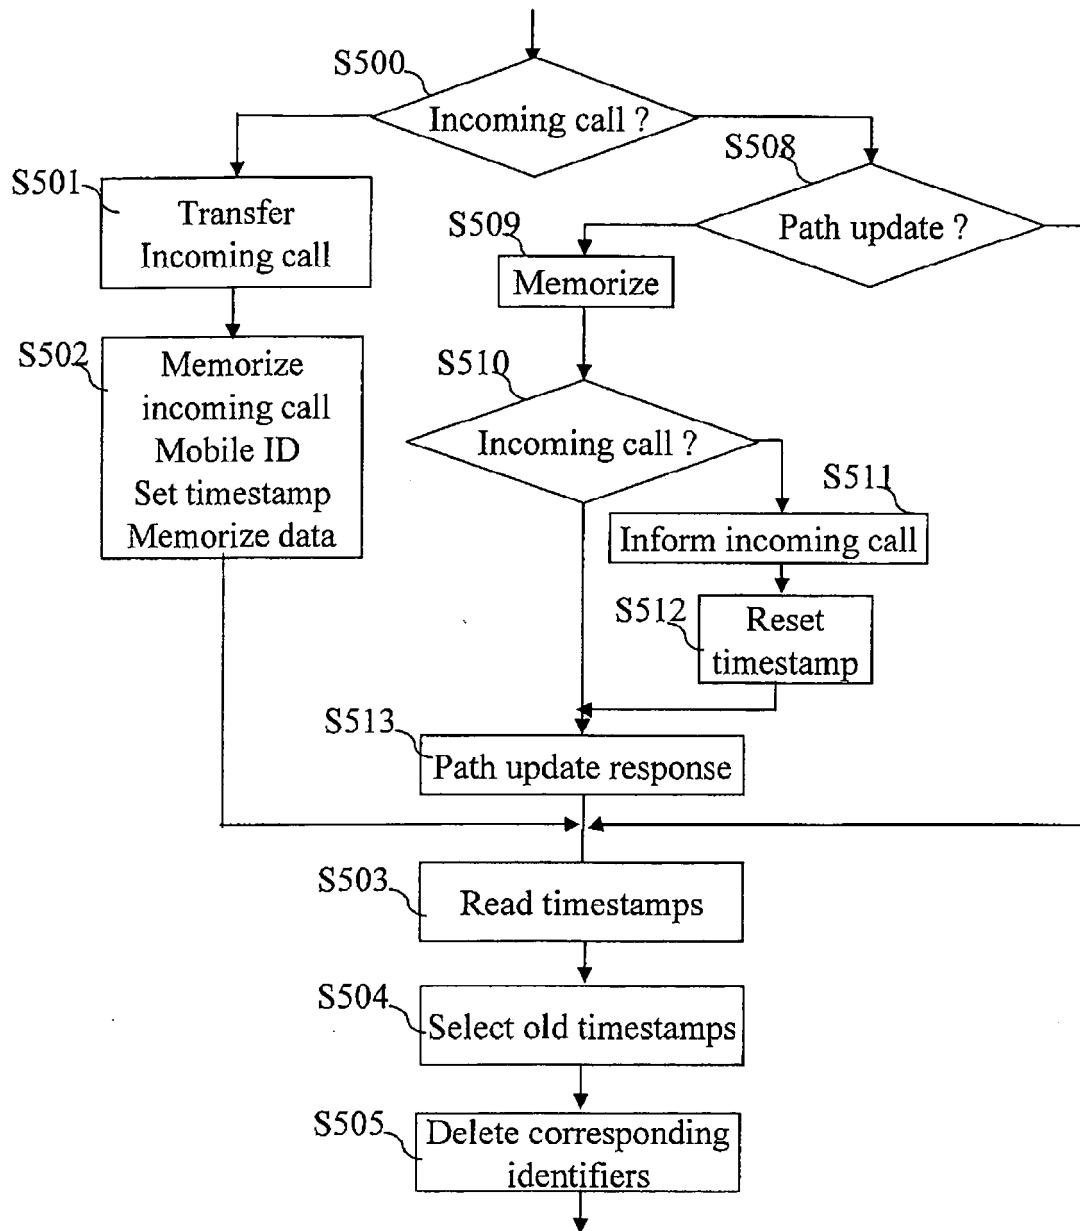 S500
Incoming call ?
S501
Transfer
Incoming call
S508
Path update ?
S509
Memorize
S502
Memorize
incoming call
Mobile ID
Set timestamp
Memorize data
S510
Incoming call ?
S511
Inform incoming call
S512
Reset
timestamp
S513
Path update response
S503
Read timestamps
S504
Select old timestamps
S505
Delete corresponding
identifiers